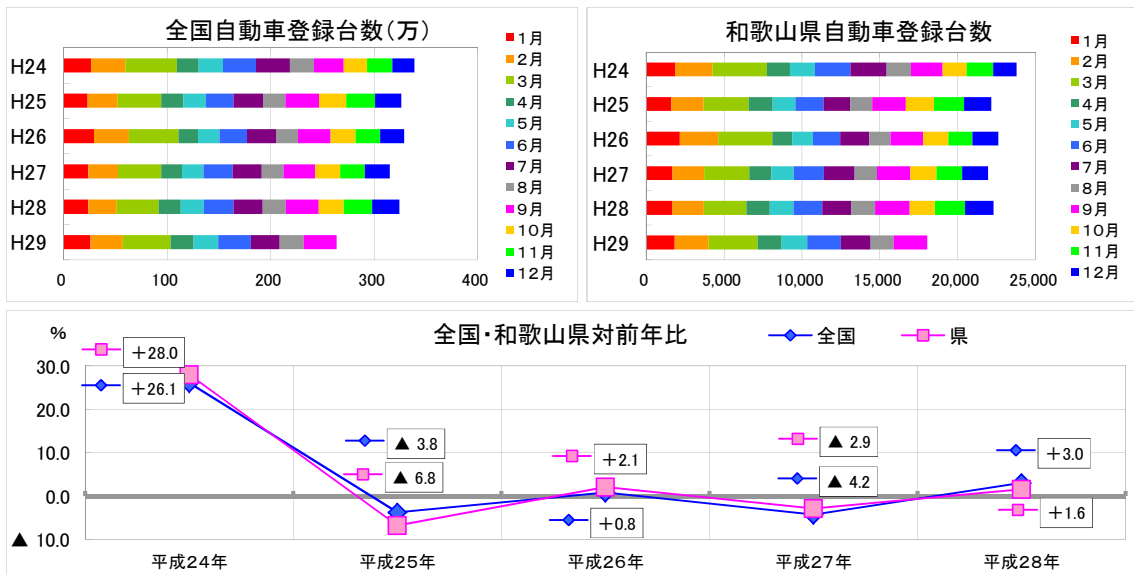 全国自動車登録台数(万)
H24
H25
H26
H27
H28
H29
0
100
200
300
400
1月
2月
3月
4月
5月
6月
7月
8月
9月
10月
11月
12月
和歌山県自動車登録台数
H24
H25
H26
H27
H28
H29
0
5,000
10,000
15,000
20,000
25,000
1月
2月
3月
4月
5月
6月
7月
8月
9月
10月
11月
12月
全国・和歌山県対前年比
全国
県
%
30.0
20.0
10.0
0.0
▲ 10.0
+28.0
+26.1
▲ 3.8
▲ 6.8
+2.1
+0.8
▲ 2.9
▲ 4.2
+3.0
+1.6
平成24年
平成25年
平成26年
平成27年
平成28年